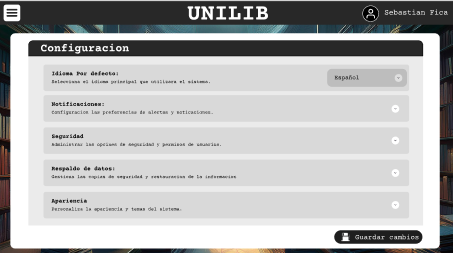 UNILIB
Sebastian Fica
Configuracion
Idioma Por defecto:
Selecciona el idioma principal que utilizara el sistema.
Español
Notificaciones:
Configuracion las preferencias de alertas y noticaciones.
Seguridad
Administrar las opciones de seguridad y permisos de usuarios.
Respaldo de datos:
Gestiona las copias de seguridad y restauracion de la informacion
Apariencia
Personaliza la apariencia y temas del sistema.
Guardar cambios